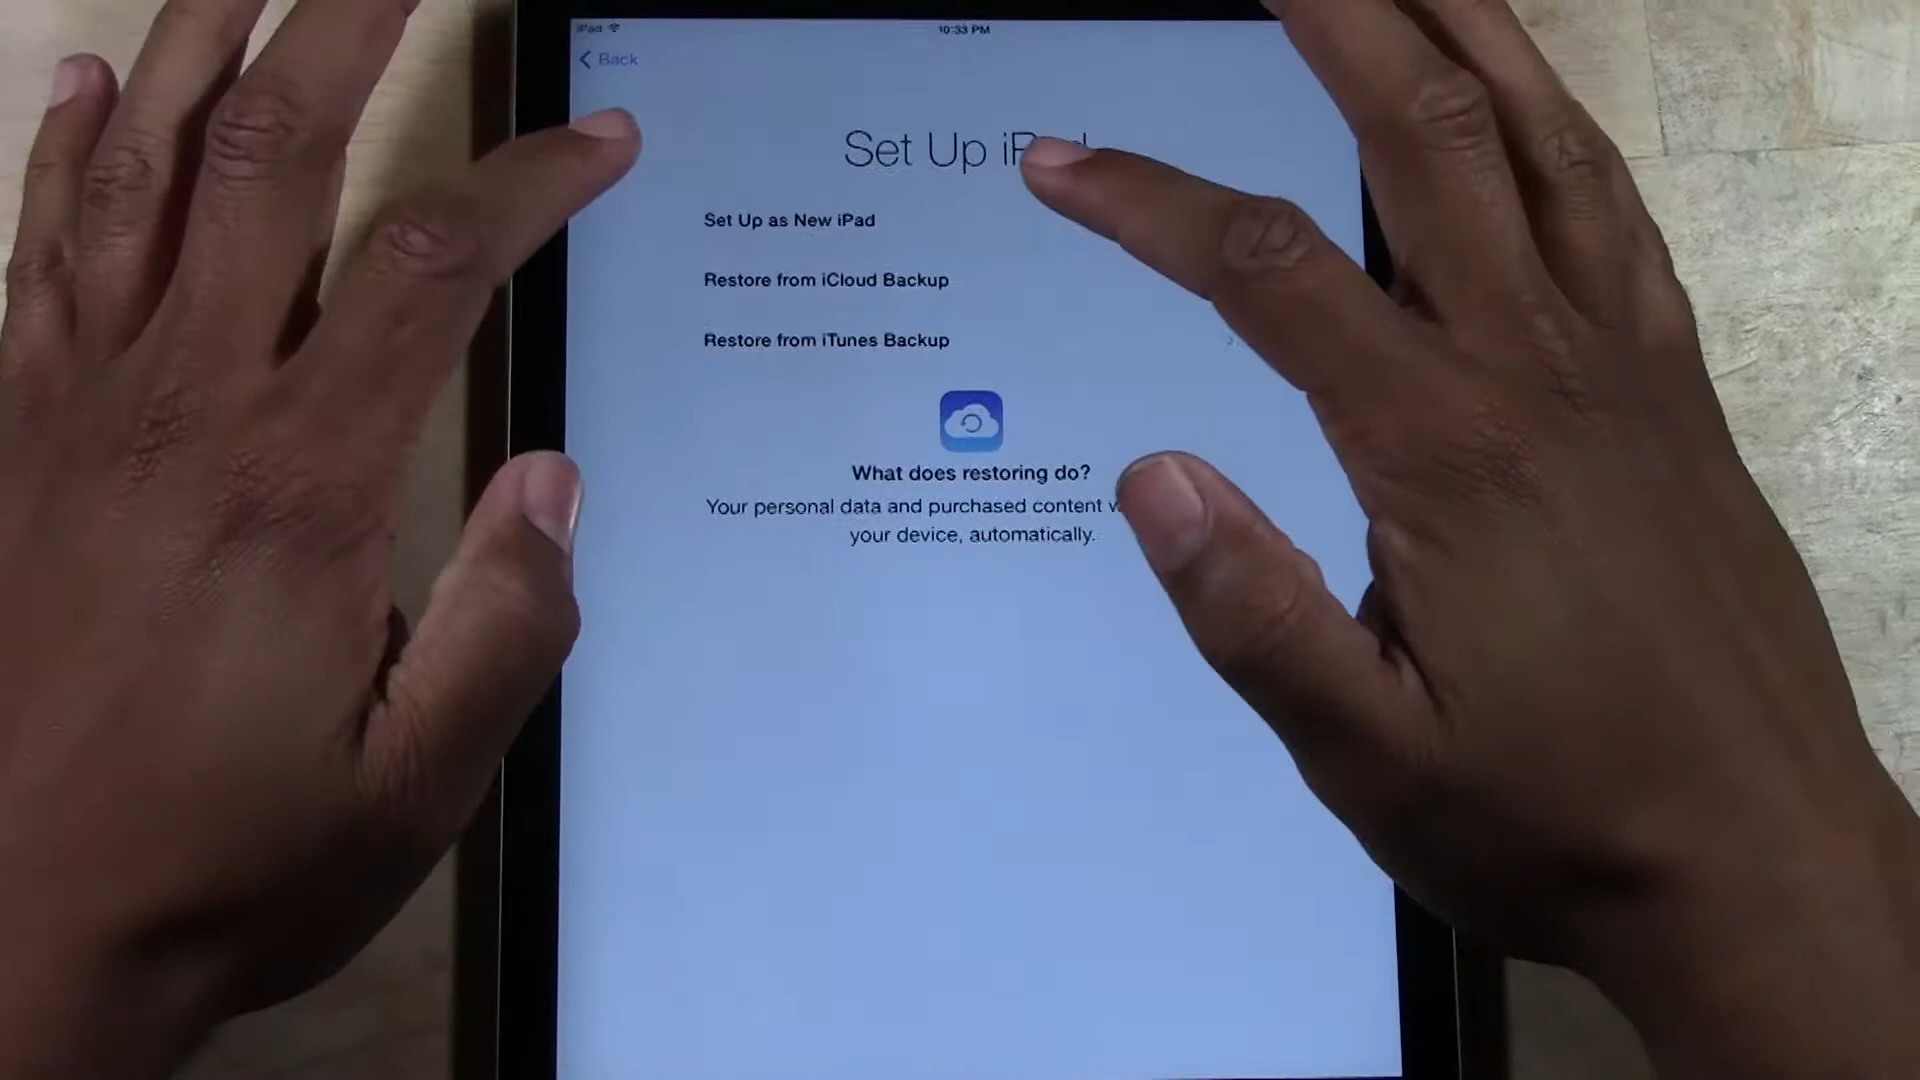 iPad
10:33 PM
Back
Set Up
Set Up as New iPad
Restore from iCloud Backup
Restore from iTunes Backup
What does restoring do?
Your personal data and purchased content
your device, automatically.